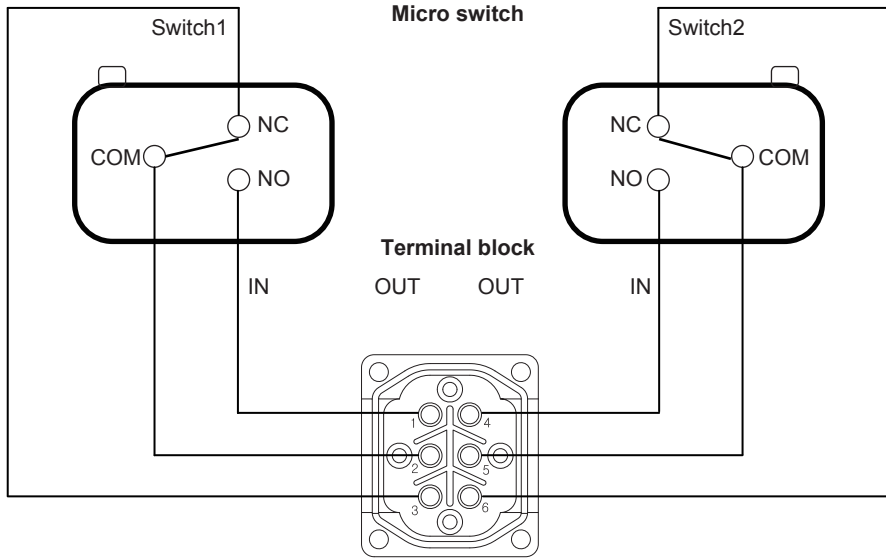 Micro switch
Switch1
Switch2
NC
NC
COM
COM
NO
NO
Terminal block
IN
OUT
OUT
IN
1
4
2
5
3
6